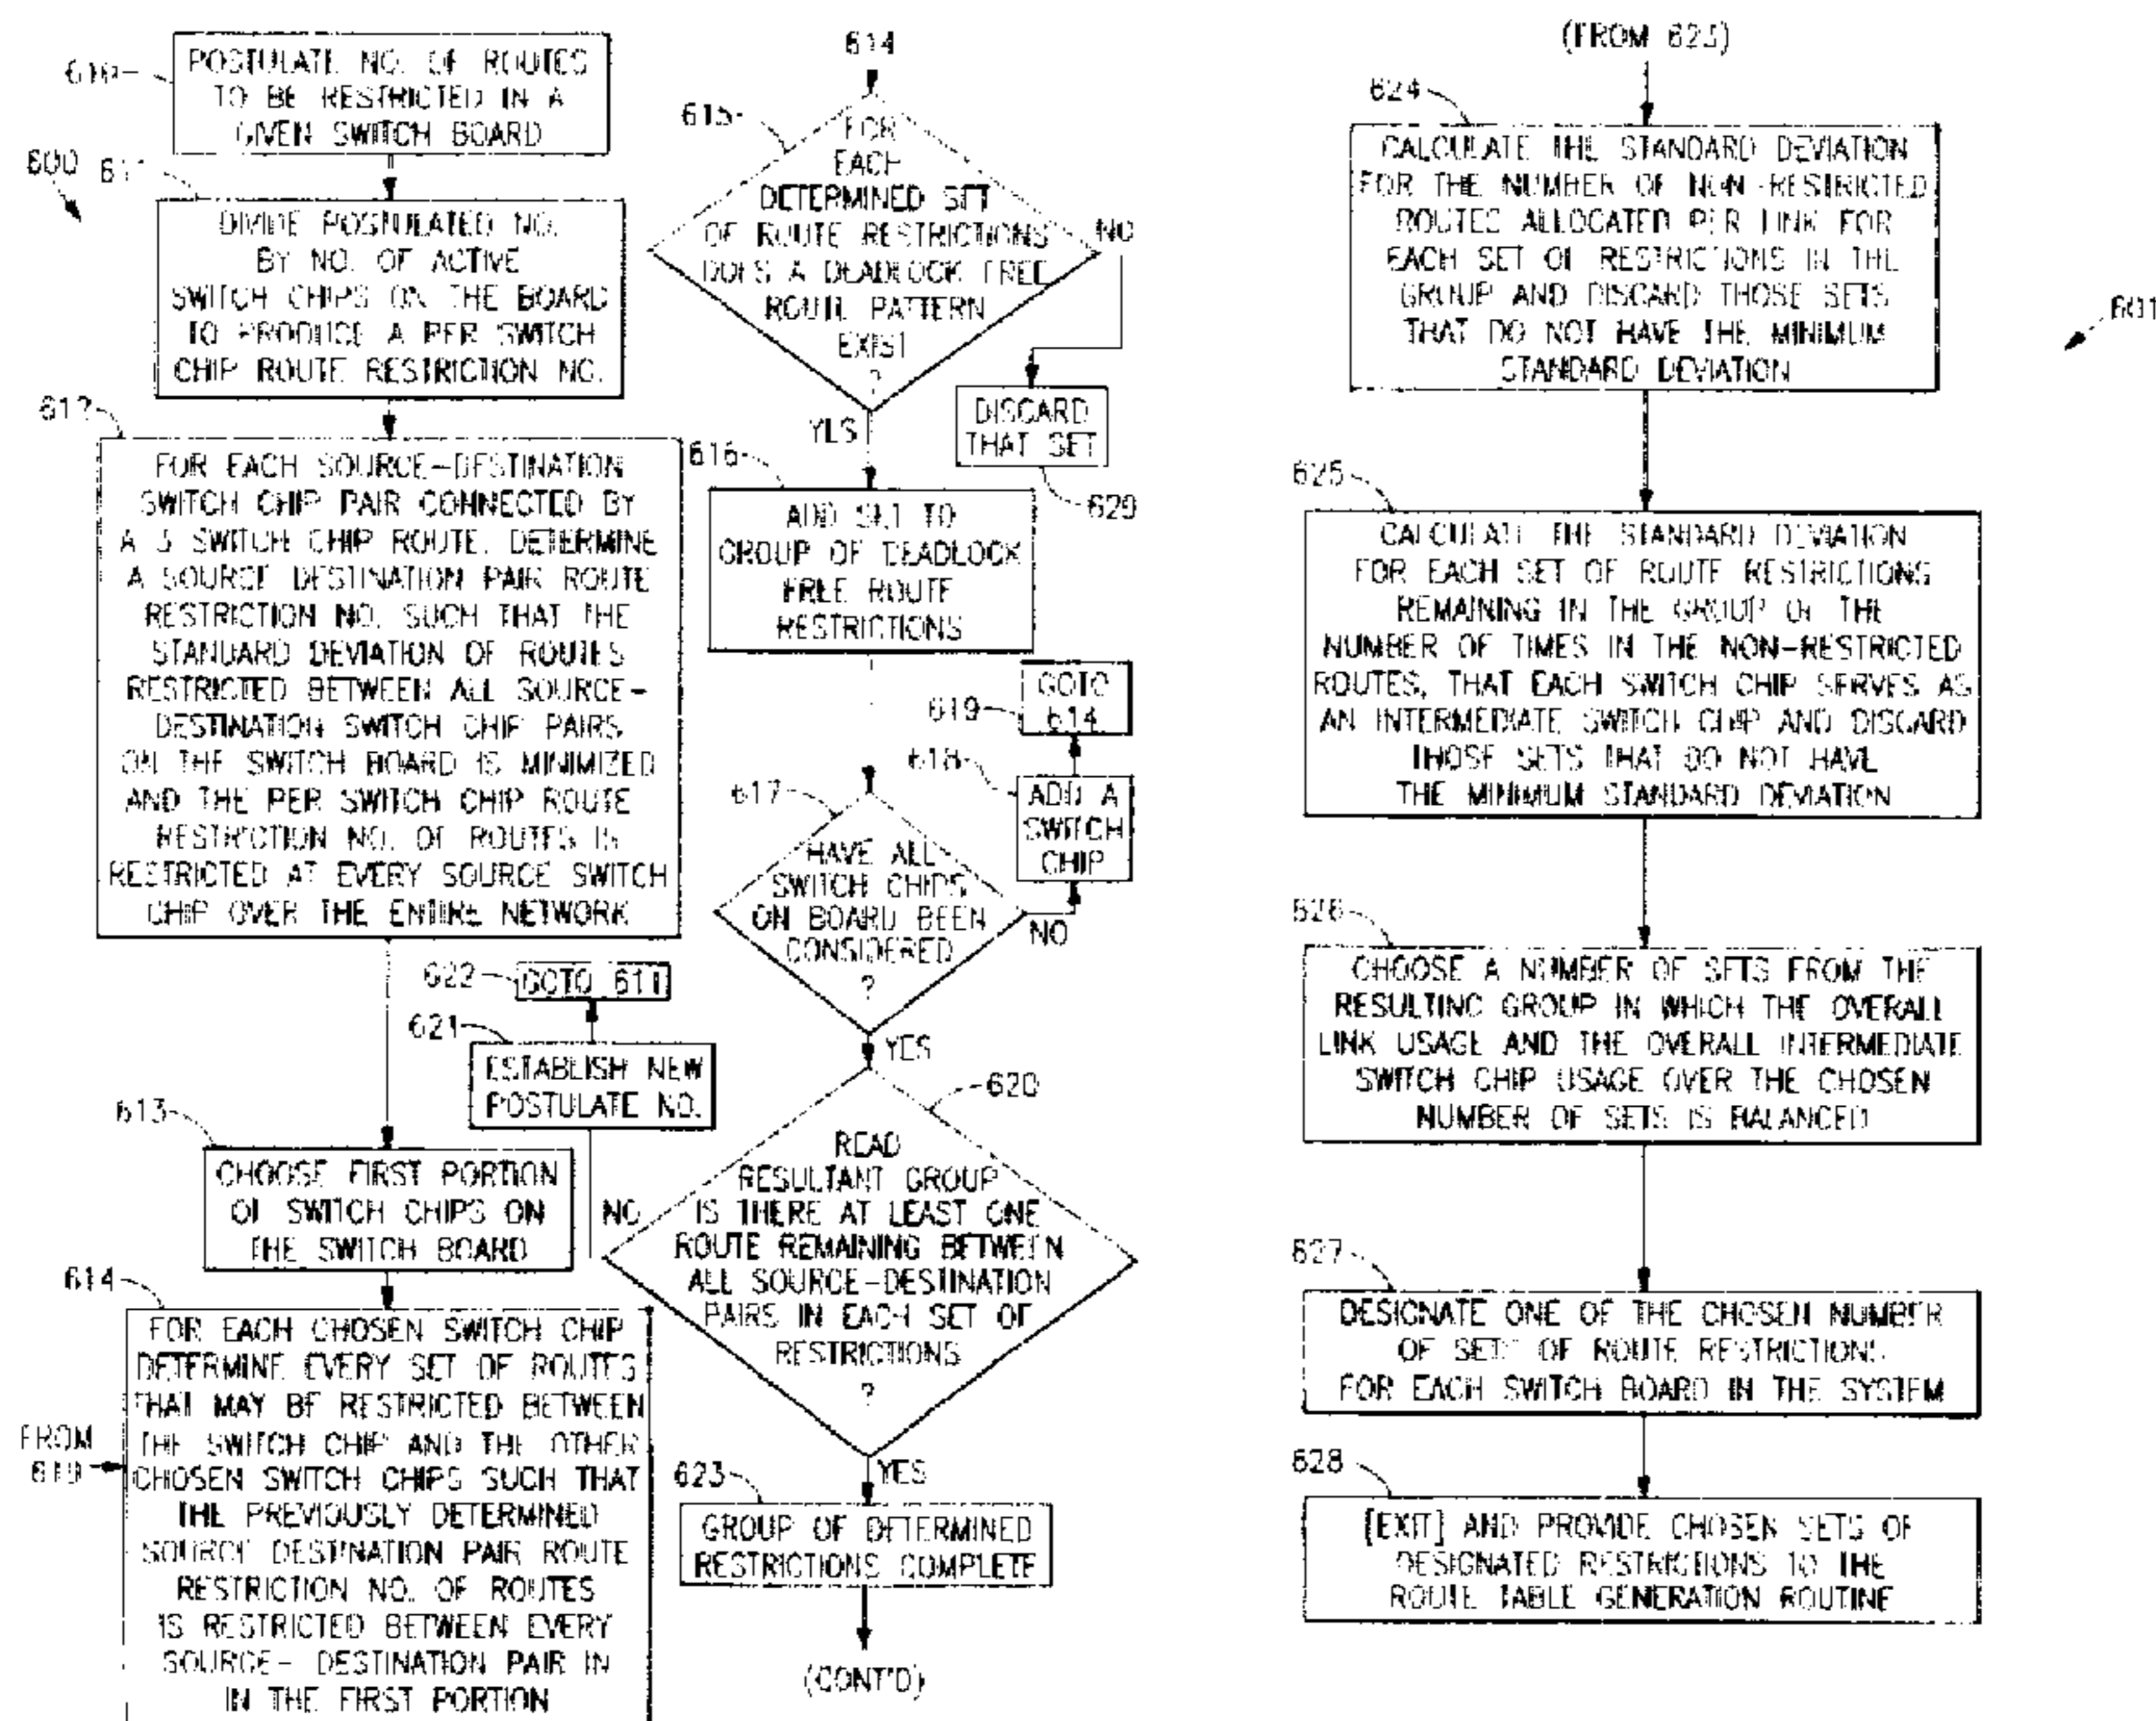 610
POSTULATE NO. OF ROUTES
TO BE RESTRICTED IN A
GIVEN SWITCH BOARD
600
61
DIVIDE POSTULATED NO.
BY NO. OF ACTIVE
SWITCH CHIPS ON THE BOARD
TO PRODUCE A PER SWITCH
CHIP ROUTE RESTRICTION NO.
612
FOR EACH SOURCE-DESTINATION
SWITCH CHIP PAIR CONNECTED BY
A 3 SWITCH CHIP ROUTE, DETERMINE
A SOURCE DESTINATION PAIR ROUTE
RESTRICTION NO. SUCH THAT THE
STANDARD DEVIATION OF ROUTES
RESTRICTED BETWEEN ALL SOURCE-
DESTINATION SWITCH CHIP PAIRS
ON THE SWITCH BOARD IS MINIMIZED
AND THE PER SWITCH CHIP ROUTE
RESTRICTION NO. OF ROUTES IS
RESTRICTED AT EVERY SOURCE SWITCH
CHIP OVER THE ENTIRE NETWORK
613
CHOOSE FIRST PORTION
OF SWITCH CHIPS ON
THE SWITCH BOARD
614
FOR EACH CHOSEN SWITCH CHIP
DETERMINE EVERY SET OF ROUTES
THAT MAY BE RESTRICTED BETWEEN
THE SWITCH CHIP AND THE OTHER
CHOSEN SWITCH CHIPS SUCH THAT
THE PREVIOUSLY DETERMINED
SOURCE DESTINATION PAIR ROUTE
RESTRICTION NO. OF ROUTES
IS RESTRICTED BETWEEN EVERY
SOURCE- DESTINATION PAIR IN
IN THE FIRST PORTION
FROM
619
614
615
FOR
EACH
DETERMINED SET
OF ROUTE RESTRICTIONS
DOES A DEADLOCK FREE
ROUTE PATTERN
EXIST
?
NO
DISCARD
THAT SET
629
YES
616
ADD SET TO
GROUP OF DEADLOCK
FREE ROUTE
RESTRICTIONS
GOTO
614
619
618
ADD A
SWITCH
CHIP
617
HAVE ALL
SWITCH CHIPS
ON BOARD BEEN
CONSIDERED
?
NO
YES
622
GOTO 611
621
ESTABLISH NEW
POSTULATE NO.
NO
620
READ
RESULTANT GROUP
IS THERE AT LEAST ONE
ROUTE REMAINING BETWEEN
ALL SOURCE-DESTINATION
PAIRS IN EACH SET OF
RESTRICTIONS
?
YES
623
GROUP OF DETERMINED
RESTRICTIONS COMPLETE
(CONT'D)
(FROM 623)
601
624
CALCULATE THE STANDARD DEVIATION
FOR THE NUMBER OF NON-RESTRICTED
ROUTES ALLOCATED PER LINK FOR
EACH SET OF RESTRICTIONS IN THE
GROUP AND DISCARD THOSE SETS
THAT DO NOT HAVE THE MINIMUM
STANDARD DEVIATION
625
CALCULATE THE STANDARD DEVIATION
FOR EACH SET OF ROUTE RESTRICTIONS
REMAINING IN THE GROUP OF THE
NUMBER OF TIMES IN THE NON-RESTRICTED
ROUTES, THAT EACH SWITCH CHIP SERVES AS
AN INTERMEDIATE SWITCH CHIP AND DISCARD
THOSE SETS THAT DO NOT HAVE
THE MINIMUM STANDARD DEVIATION
626
CHOOSE A NUMBER OF SETS FROM THE
RESULTING GROUP IN WHICH THE OVERALL
LINK USAGE AND THE OVERALL INTERMEDIATE
SWITCH CHIP USAGE OVER THE CHOSEN
NUMBER OF SETS IS BALANCED
627
DESIGNATE ONE OF THE CHOSEN NUMBER
OF SETS OF ROUTE RESTRICTIONS
FOR EACH SWITCH BOARD IN THE SYSTEM
628
[EXIT] AND PROVIDE CHOSEN SETS OF
DESIGNATED RESTRICTIONS TO THE
ROUTE TABLE GENERATION ROUTINE